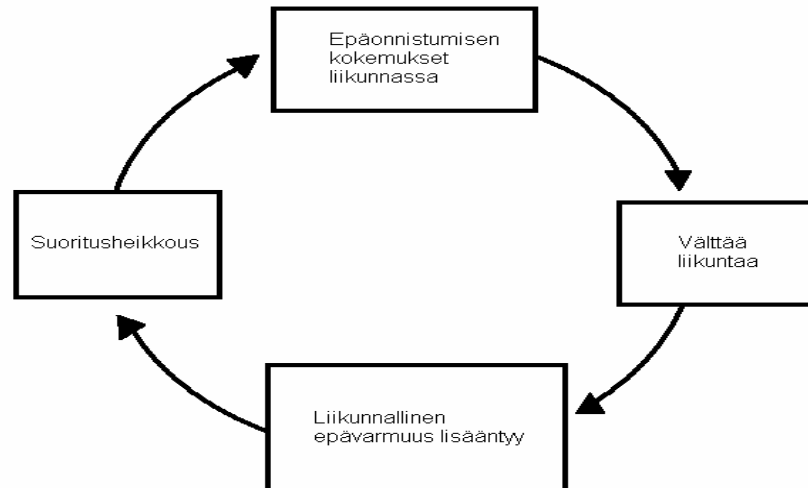 Epäonnistumisen
kokemukset
liikunnassa
Suoritusheikkous
Välttää
liikuntaa
Liikunnallinen
epävarmuus lisääntyy